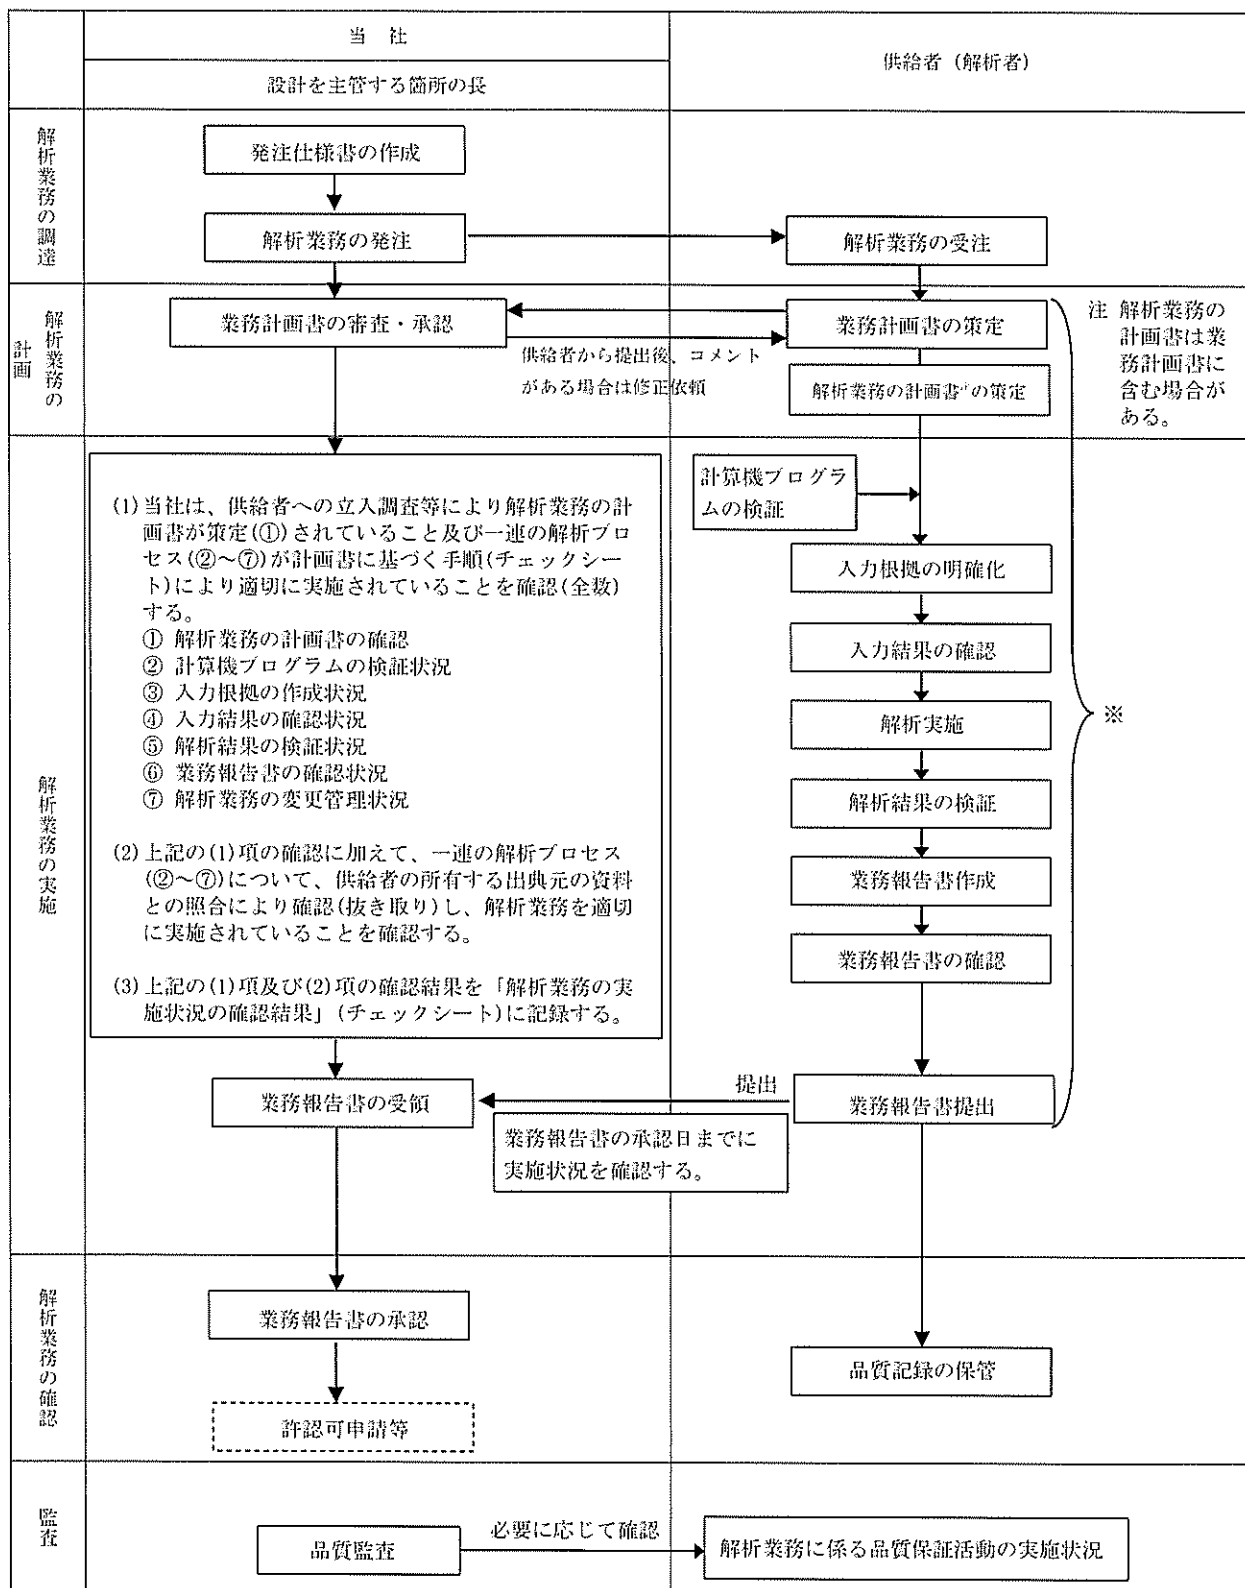 当 社
設計を主管する箇所の長
供給者 (解析者)
解析業務の調達
発注仕様書の作成
解析業務の発注
解析業務の受注
解析業務の
計画
業務計画書の審査・承認
業務計画書の策定
供給者から提出後、コメント
がある場合は修正依頼
解析業務の計画書注の策定
注 解析業務の
計画書は業
務計画書に
含む場合が
ある。
解析業務の実施
(1)当社は、供給者への立入調査等により解析業務の計
画書が策定(①)されていること及び一連の解析プロ
セス(②～⑦)が計画書に基づく手順(チェックシー
ト)により適切に実施されていることを確認(全数)
する。
① 解析業務の計画書の確認
② 計算機プログラムの検証状況
③ 入力根拠の作成状況
④ 入力結果の確認状況
⑤ 解析結果の検証状況
⑥ 業務報告書の確認状況
⑦ 解析業務の変更管理状況
(2)上記の(1)項の確認に加えて、一連の解析プロセス
(②～⑦)について、供給者の所有する出典元の資料
との照合により確認(抜き取り)し、解析業務を適切
に実施されていることを確認する。
(3)上記の(1)項及び(2)項の確認結果を「解析業務の実
施状況の確認結果」(チェックシート)に記録する。
計算機プログラ
ムの検証
入力根拠の明確化
入力結果の確認
解析実施
解析結果の検証
業務報告書作成
業務報告書の確認
※
業務報告書の受領
提出
業務報告書提出
業務報告書の承認日までに
実施状況を確認する。
解析業務の確認
業務報告書の承認
品質記録の保管
許認可申請等
監査
品質監査
必要に応じて確認
解析業務に係る品質保証活動の実施状況